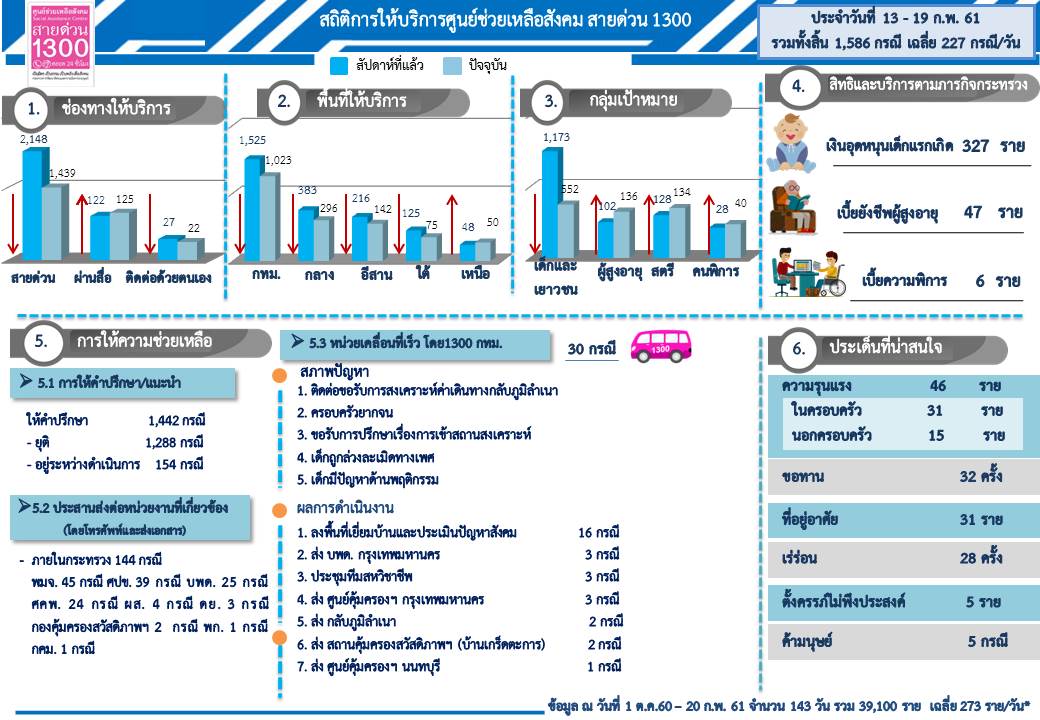 ศูนย์ช่วยเหลือสังคม
Social Assistance Center
สายด่วน
1300
ตลอด 24 ชั่วโมง
สถิติการให้บริการศูนย์ช่วยเหลือสังคม สายด่วน 1300
ประจำวันที่ 13 - 19 ก.พ. 61
รวมทั้งสิ้น 1,586 กรณี เฉลี่ย 227 กรณี/วัน
สัปดาห์ที่แล้ว ปัจจุบัน
1. ช่องทางให้บริการ
2,148
1,439
122 125
27 22
สายด่วน ผ่านสื่อ ติดต่อด้วยตนเอง
2. พื้นที่ให้บริการ
1,525
1,023
383 296
216 142
125 75
48 50
กทม. กลาง อีสาน ใต้ เหนือ
3. กลุ่มเป้าหมาย
1,173
552
102 136
128 134
28 40
เด็กและเยาวชน ผู้สูงอายุ สตรี คนพิการ
4. สิทธิและบริการตามภารกิจกระทรวง
เงินอุดหนุนเด็กแรกเกิด 327 ราย
เบี้ยยังชีพผู้สูงอายุ 47 ราย
เบี้ยความพิการ 6 ราย
5. การให้ความช่วยเหลือ
5.1 การให้คำปรึกษา/แนะนำ
ให้คำปรึกษา 1,442 กรณี
- ยุติ 1,288 กรณี
- อยู่ระหว่างดำเนินการ 154 กรณี
5.2 ประสานส่งต่อหน่วยงานที่เกี่ยวข้อง
(โดยโทรศัพท์และส่งเอกสาร)
- ภายในกระทรวง 144 กรณี
พมจ. 45 กรณี ศปข. 39 กรณี บพด. 25 กรณี
ศคพ. 24 กรณี ผส. 4 กรณี ดย. 3 กรณี
กองคุ้มครองสวัสดิภาพฯ 2 กรณี พก. 1 กรณี
กคม. 1 กรณี
5.3 หน่วยเคลื่อนที่เร็ว โดย1300 กทม. 30 กรณี
1300
สภาพปัญหา
1. ติดต่อขอรับการสงเคราะห์ค่าเดินทางกลับภูมิลำเนา
2. ครอบครัวยากจน
3. ขอรับการปรึกษาเรื่องการเข้าสถานสงเคราะห์
4. เด็กถูกล่วงละเมิดทางเพศ
5. เด็กมีปัญหาด้านพฤติกรรม
ผลการดำเนินงาน
1. ลงพื้นที่เยี่ยมบ้านและประเมินปัญหาสังคม 16 กรณี
2. ส่ง บพด. กรุงเทพมหานคร 3 กรณี
3. ประชุมทีมสหวิชาชีพ 3 กรณี
4. ส่ง ศูนย์คุ้มครองฯ กรุงเทพมหานคร 3 กรณี
5. ส่ง กลับภูมิลำเนา 2 กรณี
6. ส่ง สถานคุ้มครองสวัสดิภาพฯ (บ้านเกร็ดตะการ) 2 กรณี
7. ส่ง ศูนย์คุ้มครองฯ นนทบุรี 1 กรณี
6. ประเด็นที่น่าสนใจ
ความรุนแรง 46 ราย
ในครอบครัว 31 ราย
นอกครอบครัว 15 ราย
ขอทาน 32 ครั้ง
ที่อยู่อาศัย 31 ราย
เร่ร่อน 28 ครั้ง
ตั้งครรภ์ไม่พึงประสงค์ 5 ราย
ค้ามนุษย์ 5 กรณี
ข้อมูล ณ วันที่ 1 ต.ค.60 – 20 ก.พ. 61 จำนวน 143 วัน รวม 39,100 ราย เฉลี่ย 273 ราย/วัน*